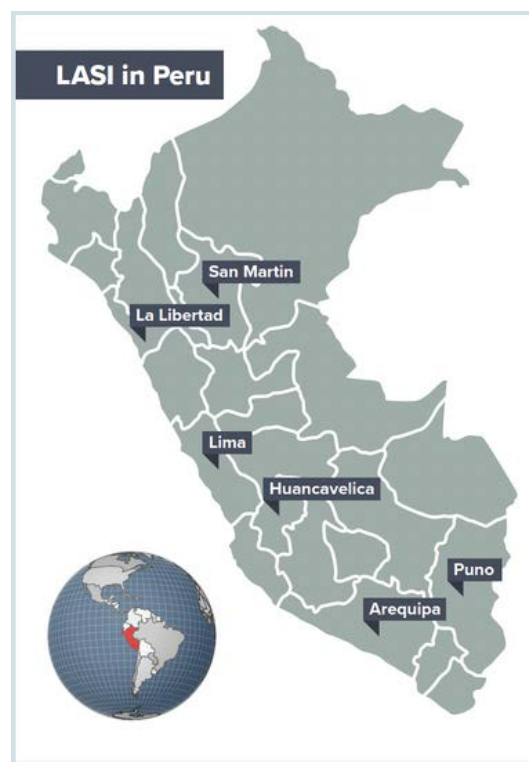 LASI in Peru
San Martin
La Libertad
Lima
Huancavelica
Puno
Arequipa